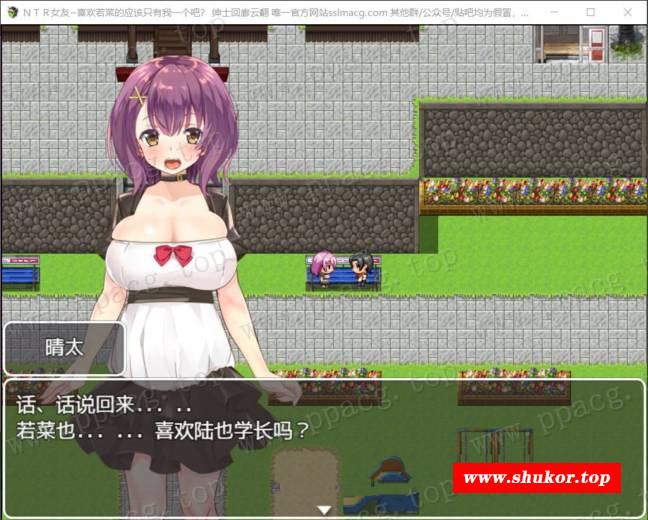 ＮＴＲ女友~喜欢若菜的应该只有我一个吧? 绅士回廊云翻 唯一官方网站sslmacg.com 其他群/公众号/贴吧均为假冒，...
晴太
话、话说回来... ..
若菜也... ... 喜欢陆也学长吗？
www.shukor.top
www.ppacg.top